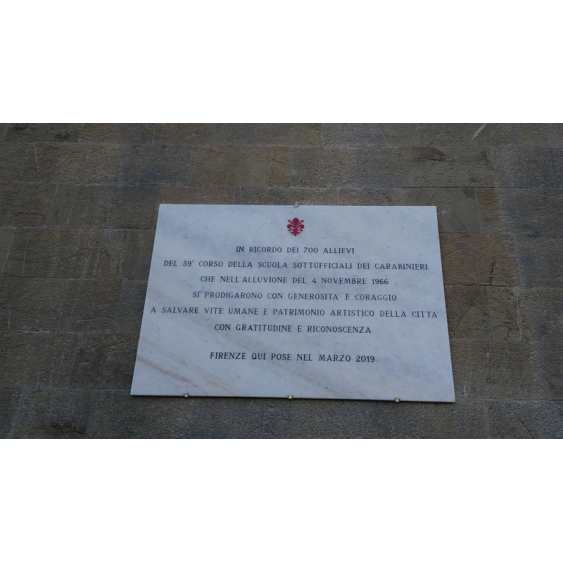 IN RICORDO DEI 700 ALLIEVI
DEL 59° CORSO DELLA SCUOLA SOTTUFFICIALI DEI CARABINIERI
CHE NELL'ALLUVIONE DEL 4 NOVEMBRE 1966
SI PRODIGARONO CON GENEROSITA' E CORAGGIO
A SALVARE VITE UMANE E PATRIMONIO ARTISTICO DELLA CITTA'
CON GRATITUDINE E RICONOSCENZA
FIRENZE QUI POSE NEL MARZO 2019